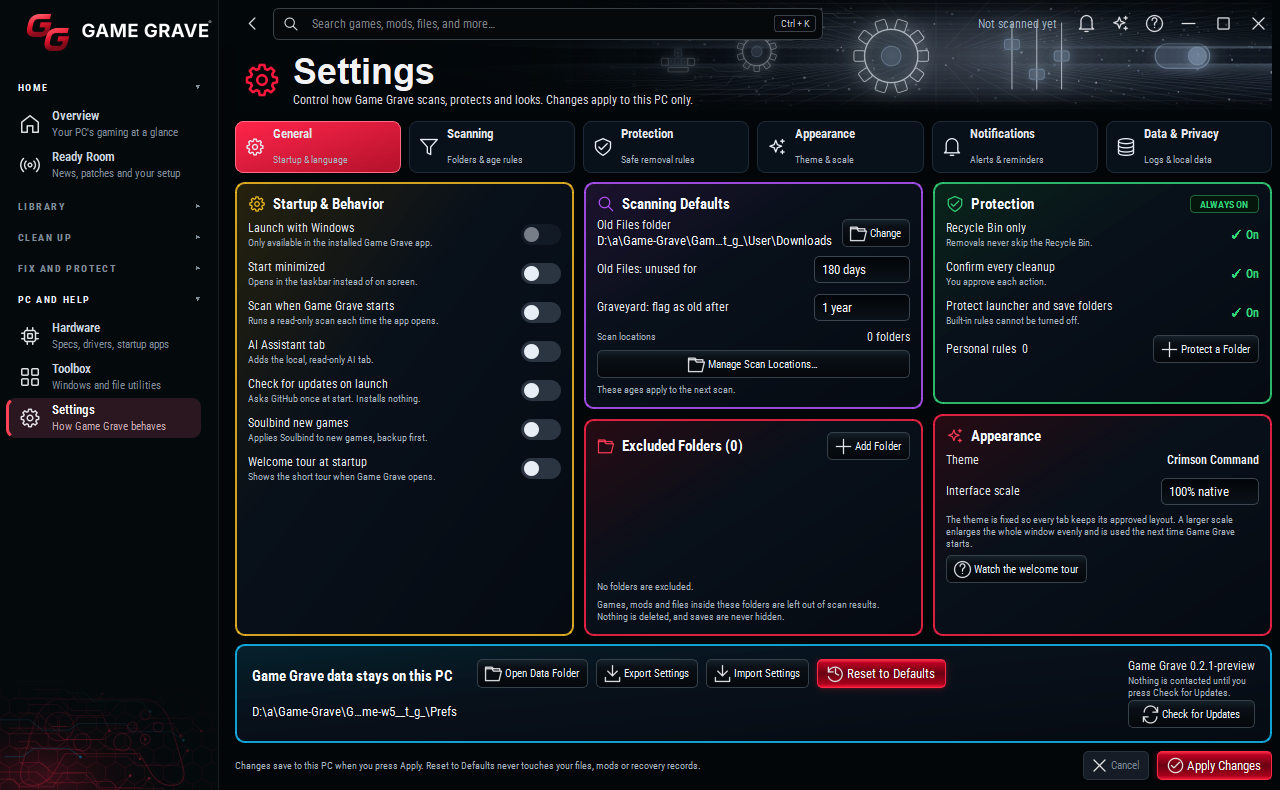 GAME GRAVE
Search games, mods, files, and more...
Ctrl + K
Not scanned yet
Settings
Control how Game Grave scans, protects and looks. Changes apply to this PC only.
HOME
Overview
Your PC's gaming at a glance
Ready Room
News, patches and your setup
LIBRARY
CLEAN UP
FIX AND PROTECT
PC AND HELP
Hardware
Specs, drivers, startup apps
Toolbox
Windows and file utilities
Settings
How Game Grave behaves
General
Startup & language
Scanning
Folders & age rules
Protection
Safe removal rules
Appearance
Theme & scale
Notifications
Alerts & reminders
Data & Privacy
Logs & local data
Startup & Behavior
Launch with Windows
Only available in the installed Game Grave app.
Start minimized
Opens in the taskbar instead of on screen.
Scan when Game Grave starts
Runs a read-only scan each time the app opens.
AI Assistant tab
Adds the local, read-only AI tab.
Check for updates on launch
Asks GitHub once at start. Installs nothing.
Soulbind new games
Applies Soulbind to new games, backup first.
Welcome tour at startup
Shows the short tour when Game Grave opens.
Scanning Defaults
Old Files folder
D:\a\Game-Grave\Gam...t_g_\User\Downloads
Change
Old Files: unused for
180 days
Graveyard: flag as old after
1 year
Scan locations
0 folders
Manage Scan Locations...
These ages apply to the next scan.
Excluded Folders (0)
Add Folder
No folders are excluded.
Games, mods and files inside these folders are left out of scan results.
Nothing is deleted, and saves are never hidden.
Protection
ALWAYS ON
Recycle Bin only
Removals never skip the Recycle Bin.
✓ On
Confirm every cleanup
You approve each action.
✓ On
Protect launcher and save folders
Built-in rules cannot be turned off.
✓ On
Personal rules 0
Protect a Folder
Appearance
Theme
Crimson Command
Interface scale
100% native
The theme is fixed so every tab keeps its approved layout. A larger scale
enlarges the whole window evenly and is used the next time Game Grave
starts.
Watch the welcome tour
Game Grave data stays on this PC
Open Data Folder
Export Settings
Import Settings
Reset to Defaults
D:\a\Game-Grave\G...me-w5__t_g_\Prefs
Game Grave 0.2.1-preview
Nothing is contacted until you
press Check for Updates.
Check for Updates
Changes save to this PC when you press Apply. Reset to Defaults never touches your files, mods or recovery records.
Cancel
Apply Changes